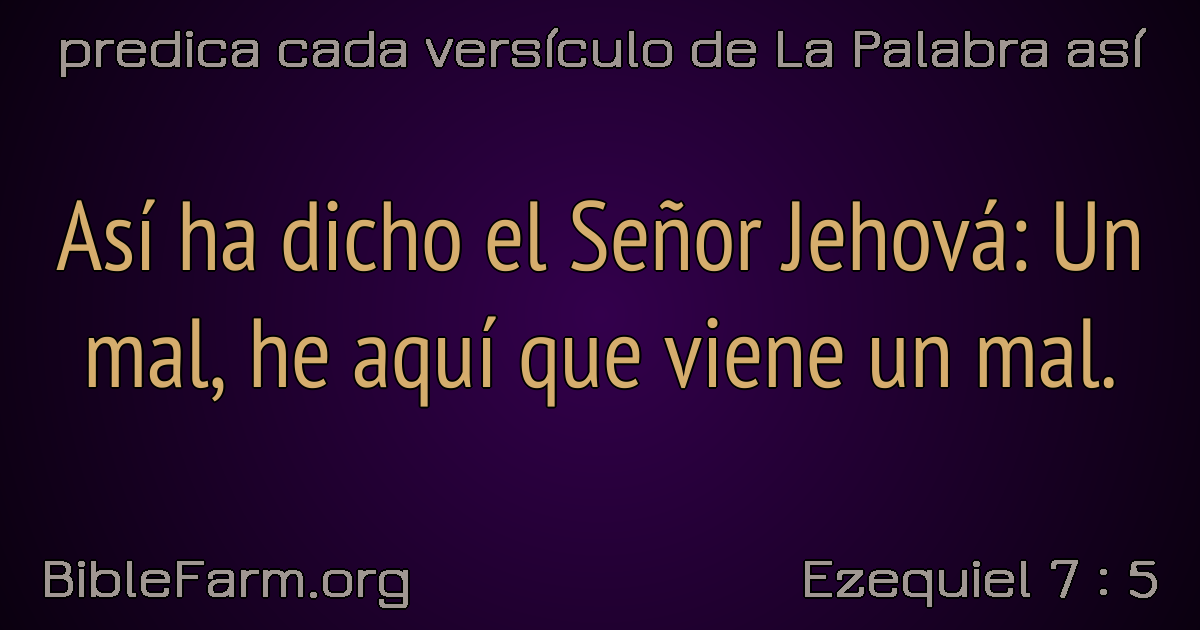 predica cada versículo de La Palabra así
Así ha dicho el Señor Jehová: Un
mal, he aquí que viene un mal.
BibleFarm.org
Ezequiel 7 : 5